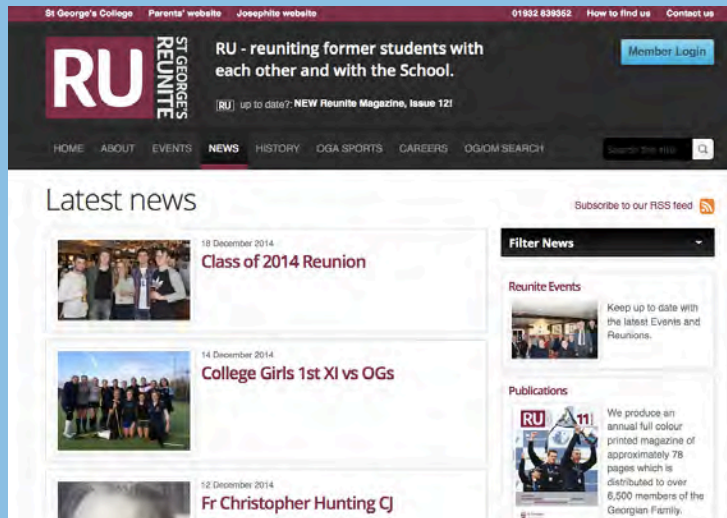 St George's College Parents' website Josephite website 01932 839352 How to find us Contact us
RU ST GEORGE'S REUNITE
RU - reuniting former students with
each other and with the School.
Member Login
RU up to date?: NEW Reunite Magazine, Issue 12!
HOME ABOUT EVENTS NEWS HISTORY OGA SPORTS CAREERS OG/OM SEARCH Search the site
Latest news
Subscribe to our RSS feed
18 December 2014
Class of 2014 Reunion
14 December 2014
College Girls 1st XI vs OGs
12 December 2014
Fr Christopher Hunting CJ
Filter News
Reunite Events
Keep up to date with
the latest Events and
Reunions.
Publications
RU 11
We produce an
annual full colour
printed magazine of
approximately 78
pages which is
distributed to over
6,500 members of the
Georgian Family.